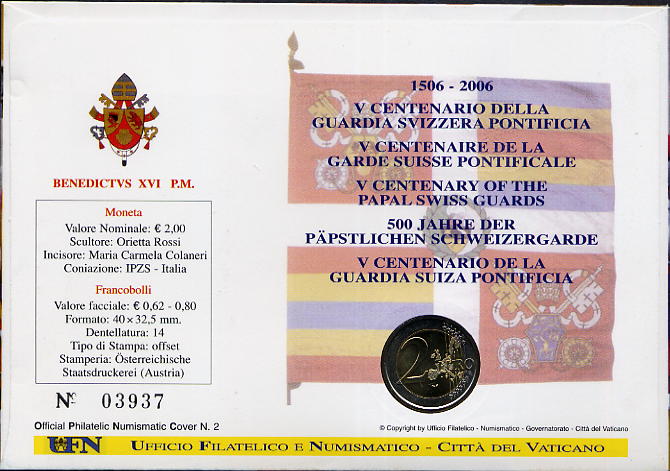 BENEDICTVS XVI P.M.
Moneta
Valore Nominale: € 2,00
Scultore: Orietta Rossi
Incisore: Maria Carmela Colaneri
Coniazione: IPZS - Italia
Francobolli
Valore facciale: € 0,62 - 0,80
Formato: 40 × 32,5 mm.
Dentellatura: 14
Tipo di Stampa: offset
Stamperia: Österreichische
Staatsdruckerei (Austria)
N° 03937
Official Philatelic Numismatic Cover N. 2
1506 - 2006
V CENTENARIO DELLA
GUARDIA SVIZZERA PONTIFICIA
V CENTENAIRE DE LA
GARDE SUISSE PONTIFICALE
V CENTENARY OF THE
PAPAL SWISS GUARDS
500 JAHRE DER
PÄPSTLICHEN SCHWEIZERGARDE
V CENTENARIO DE LA
GUARDIA SUIZA PONTIFICIA
2
© Copyright by Ufficio Filatelico - Numismatico - Governatorato - Città del Vaticano
UFN UFFICIO FILATELICO E NUMISMATICO - CITTÀ DEL VATICANO